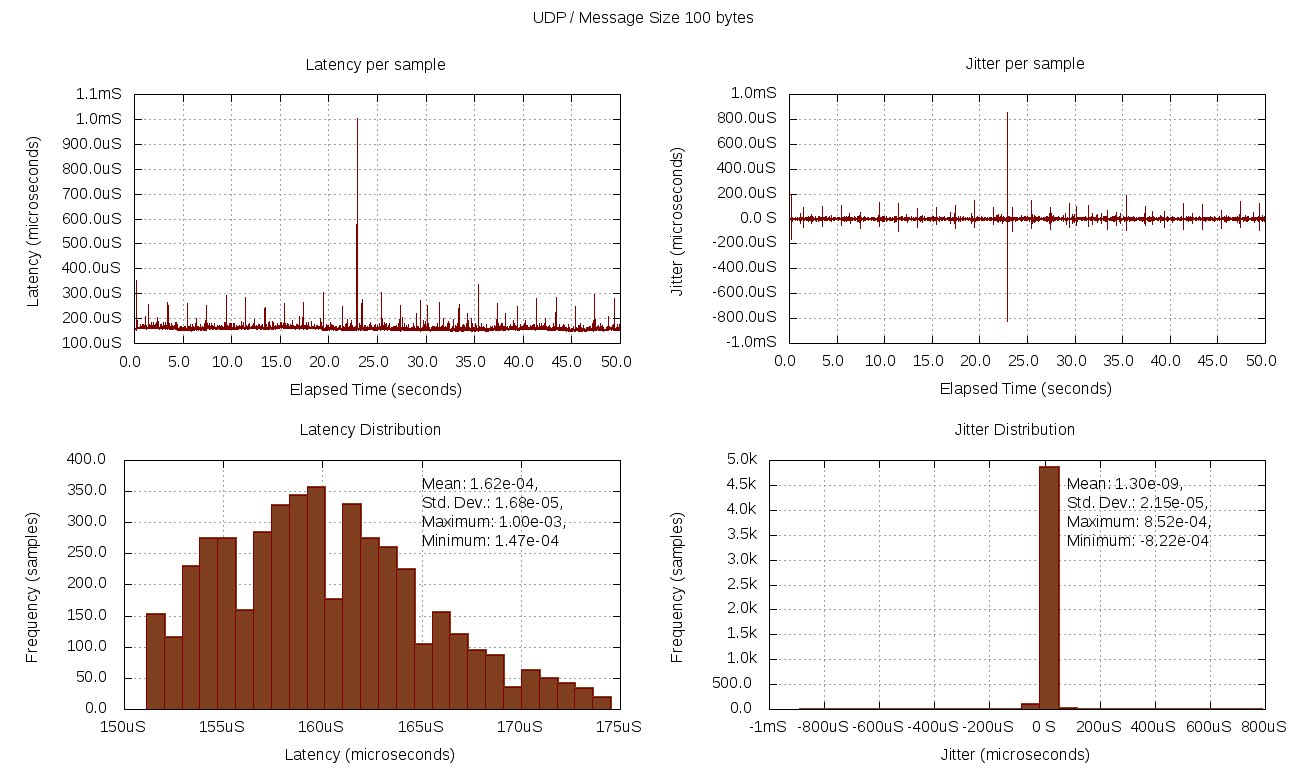 UDP / Message Size 100 bytes
Latency per sample
Latency (microseconds)
1.1mS
1.0mS
900.0uS
800.0uS
700.0uS
600.0uS
500.0uS
400.0uS
300.0uS
200.0uS
100.0uS
0.0 5.0 10.0 15.0 20.0 25.0 30.0 35.0 40.0 45.0 50.0
Elapsed Time (seconds)
Jitter per sample
Jitter (microseconds)
1.0mS
800.0uS
600.0uS
400.0uS
200.0uS
0.0 S
-200.0uS
-400.0uS
-600.0uS
-800.0uS
-1.0mS
0.0 5.0 10.0 15.0 20.0 25.0 30.0 35.0 40.0 45.0 50.0
Elapsed Time (seconds)
Latency Distribution
Frequency (samples)
400.0
350.0
300.0
250.0
200.0
150.0
100.0
50.0
0.0
Mean: 1.62e-04,
Std. Dev.: 1.68e-05,
Maximum: 1.00e-03,
Minimum: 1.47e-04
150uS 155uS 160uS 165uS 170uS 175uS
Latency (microseconds)
Jitter Distribution
Frequency (samples)
5.0k
4.5k
4.0k
3.5k
3.0k
2.5k
2.0k
1.5k
1.0k
500.0
0.0
Mean: 1.30e-09,
Std. Dev.: 2.15e-05,
Maximum: 8.52e-04,
Minimum: -8.22e-04
-1mS -800uS -600uS -400uS -200uS 0 S 200uS 400uS 600uS 800uS
Jitter (microseconds)